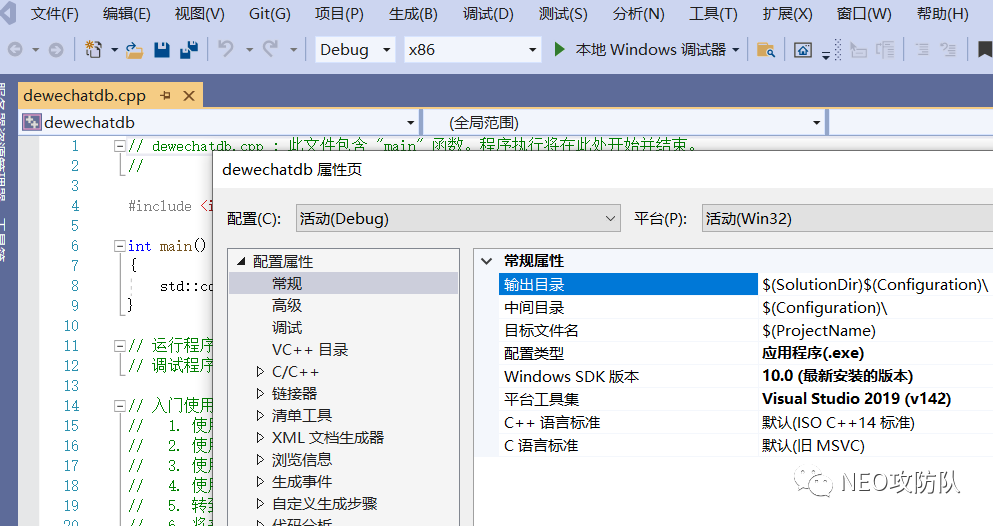 文件(F) 编辑(E) 视图(V) Git(G) 项目(P) 生成(B) 调试(D) 测试(S) 分析(N) 工具(T) 扩展(X) 窗口(W) 帮助(H)
Debug x86 本地 Windows 调试器
dewechatdb.cpp
dewechatdb (全局范围)
1 // dewechatdb.cpp : 此文件包含 "main" 函数。程序执行将在此处开始并结束。
2 //
3
4 #include <i
5
6 int main()
7 {
8 std::co
9 }
10
11 // 运行程序
12 // 调试程序
13
14 // 入门使用
15 // 1. 使用
16 // 2. 使用
17 // 3. 使用
18 // 4. 使用
19 // 5. 转到
20 // 6.
服务器资源管理器
工具箱
dewechatdb 属性页
配置(C): 活动(Debug) 平台(P): 活动(Win32)
配置属性
常规
高级
调试
VC++ 目录
C/C++
链接器
清单工具
XML 文档生成器
浏览信息
生成事件
自定义生成步骤
代码分析
常规属性
输出目录 $(SolutionDir)$(Configuration)\
中间目录 $(Configuration)\
目标文件名 $(ProjectName)
配置类型 应用程序(.exe)
Windows SDK 版本 10.0 (最新安装的版本)
平台工具集 Visual Studio 2019 (v142)
C++ 语言标准 默认(ISO C++14 标准)
C 语言标准 默认(旧 MSVC)
NEO攻防队